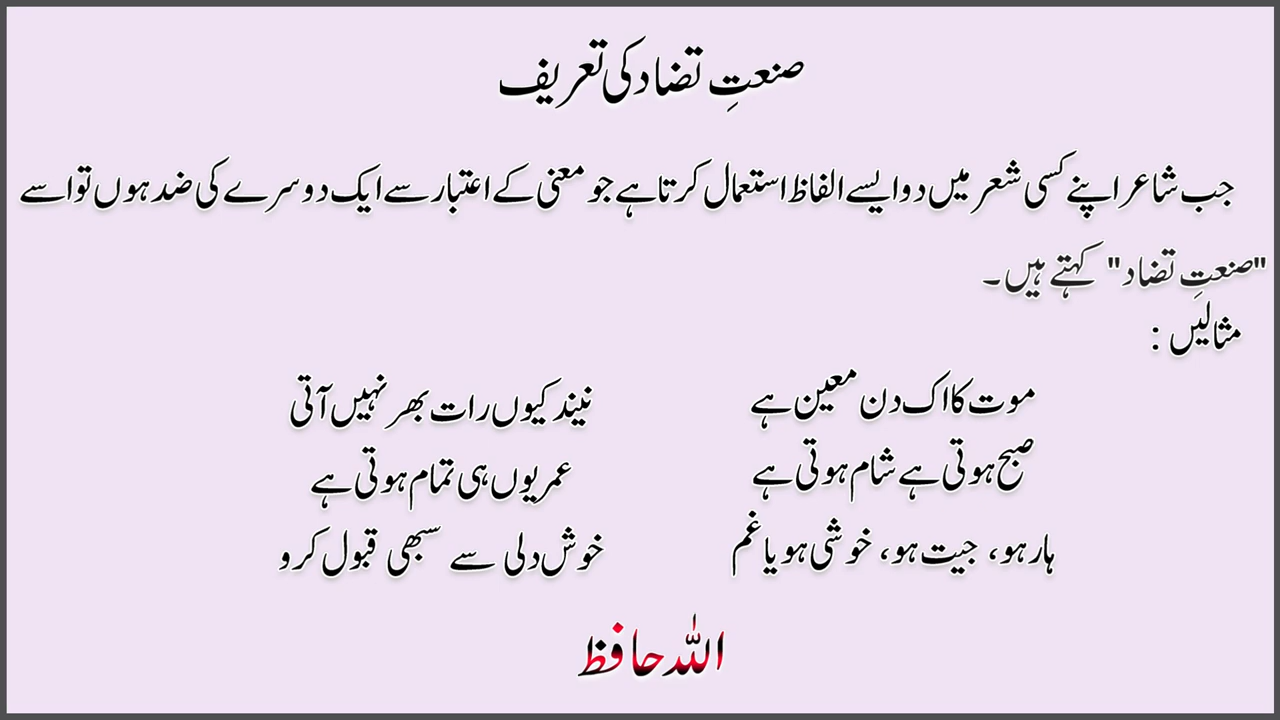 صنعتِ تضاد کی تعریف
جب شاعر اپنے کسی شعر میں دو ایسے الفاظ استعمال کرتا ہے جو معنی کے اعتبار سے ایک دوسرے کی ضد ہوں تو اسے
"صنعتِ تضاد" کہتے ہیں۔
مثالیں :
موت کا اک دن معین ہے نیند کیوں رات بھر نہیں آتی
صبح ہوتی ہے شام ہوتی ہے عمر یوں ہی تمام ہوتی ہے
ہار ہو، جیت ہو، خوشی ہو یا غم خوش دلی سے سبھی قبول کرو
اللہ حافظ